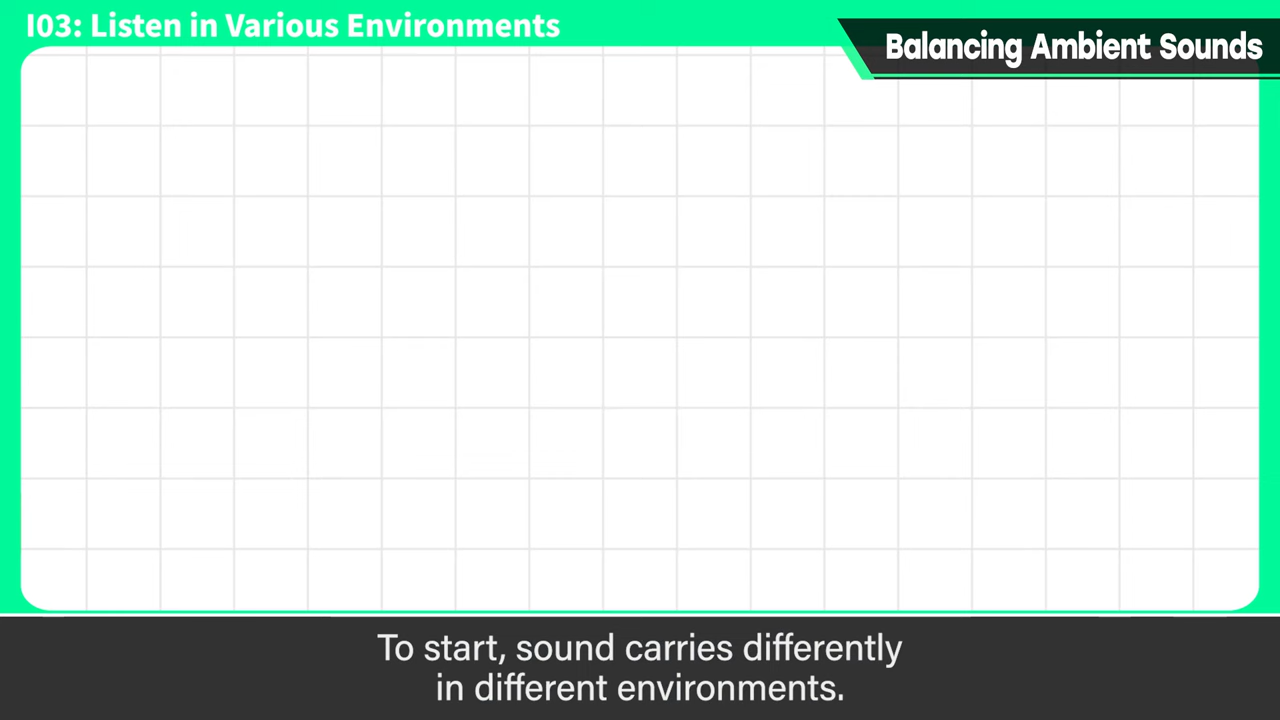 I03: Listen in Various Environments
Balancing Ambient Sounds
To start, sound carries differently
in different environments.